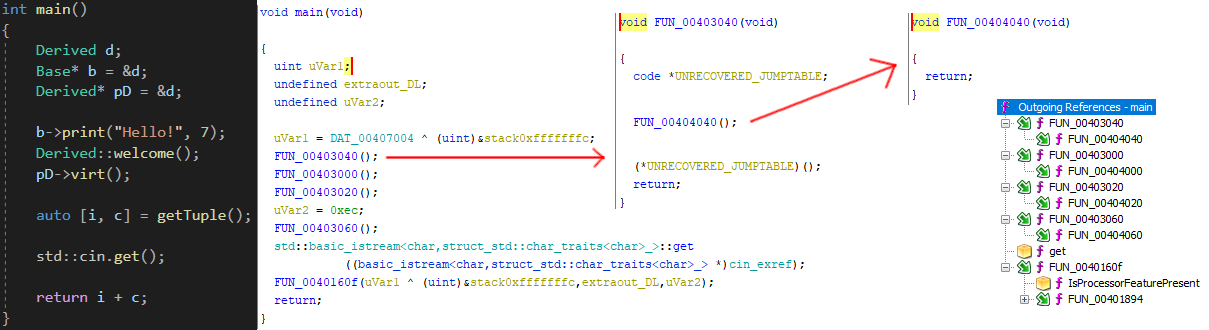 int main()
{
Derived d;
Base* b = &d;
Derived* pD = &d;
b->print("Hello!", 7);
Derived::welcome();
pD->virt();
auto [i, c] = getTuple();
std::cin.get();
return i + c;
}
void main(void)
{
uint uVar1;
undefined extraout_DL;
undefined uVar2;
uVar1 = DAT_00407004 ^ (uint)&stack0xfffffffc;
FUN_00403040();
FUN_00403000();
FUN_00403020();
uVar2 = 0xec;
FUN_00403060();
std::basic_istream<char,struct_std::char_traits<char>_>::get
((basic_istream<char,struct_std::char_traits<char>_> *)cin_exref);
FUN_0040160f(uVar1 ^ (uint)&stack0xfffffffc,extraout_DL,uVar2);
return;
}
void FUN_00403040(void)
{
code *UNRECOVERED_JUMPTABLE;
FUN_00404040();
(*UNRECOVERED_JUMPTABLE)();
return;
}
void FUN_00404040(void)
{
return;
}
Outgoing References - main
f FUN_00403040
f FUN_00404040
f FUN_00403000
f FUN_00404000
f FUN_00403020
f FUN_00404020
f FUN_00403060
f FUN_00404060
f get
f FUN_0040160f
f IsProcessorFeaturePresent
f FUN_00401894